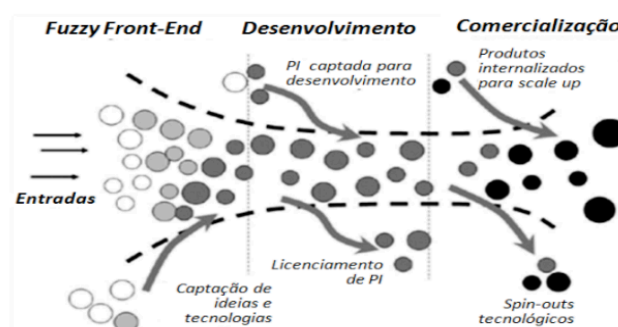 Fuzzy Front-End
Desenvolvimento
Comercialização
PI captada para
desenvolvimento
Produtos
internalizados
para scale up
Entradas
Captação de
ideias e
tecnologias
Licenciamento
de PI
Spin-outs
tecnológicos